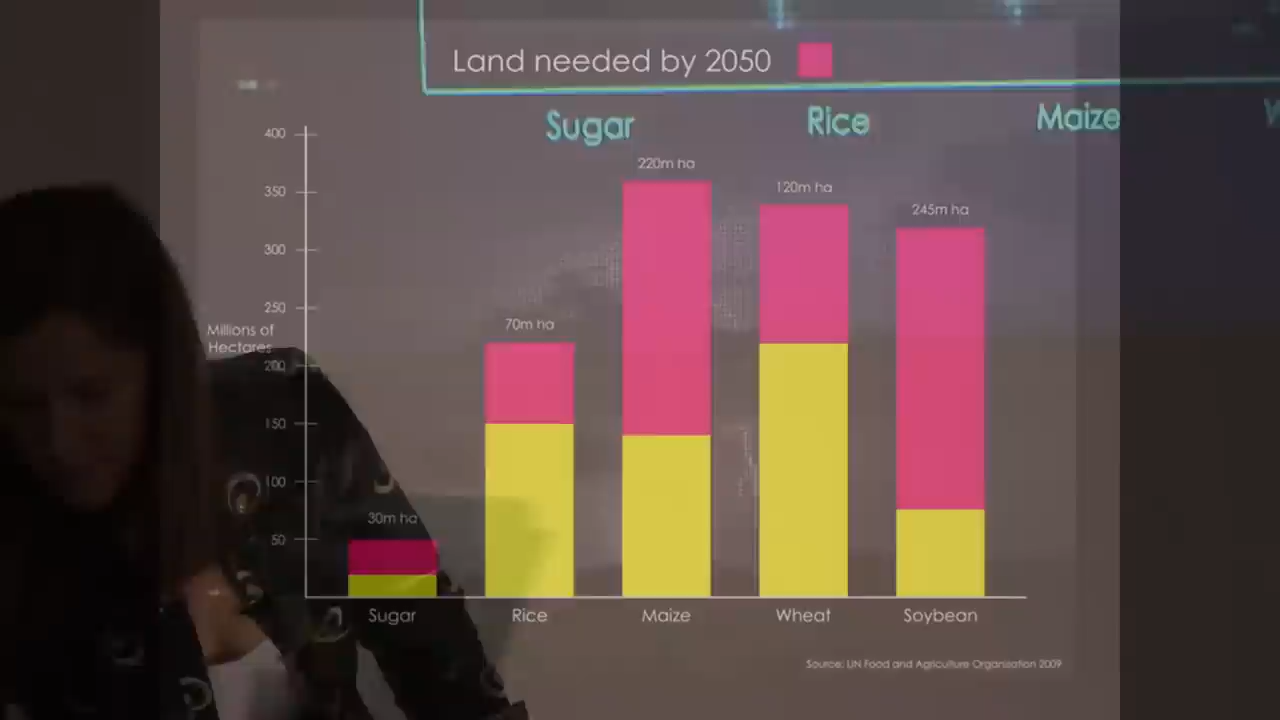 Land needed by 2050
Sugar Rice Maize
400
350
300
250
Millions of
Hectares
200
150
100
50
30m ha
70m ha
220m ha
120m ha
245m ha
Sugar Rice Maize Wheat Soybean
Source: UN Food and Agriculture Organisation 2009